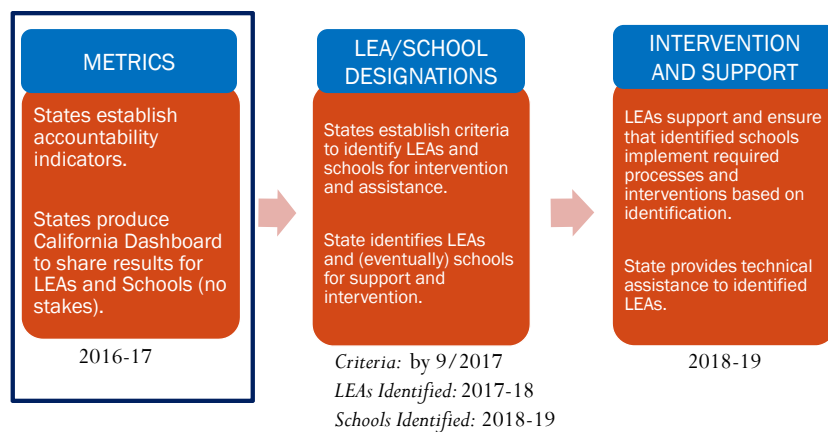 METRICS
States establish
accountability
indicators.
States produce
California Dashboard
to share results for
LEAs and Schools (no
stakes).
2016-17
LEA/SCHOOL
DESIGNATIONS
States establish criteria
to identify LEAs and
schools for intervention
and assistance.
State identifies LEAs
and (eventually) schools
for support and
intervention.
Criteria: by 9/2017
LEAs Identified: 2017-18
Schools Identified: 2018-19
INTERVENTION
AND SUPPORT
LEAs support and ensure
that identified schools
implement required
processes and
interventions based on
identification.
State provides technical
assistance to identified
LEAs.
2018-19